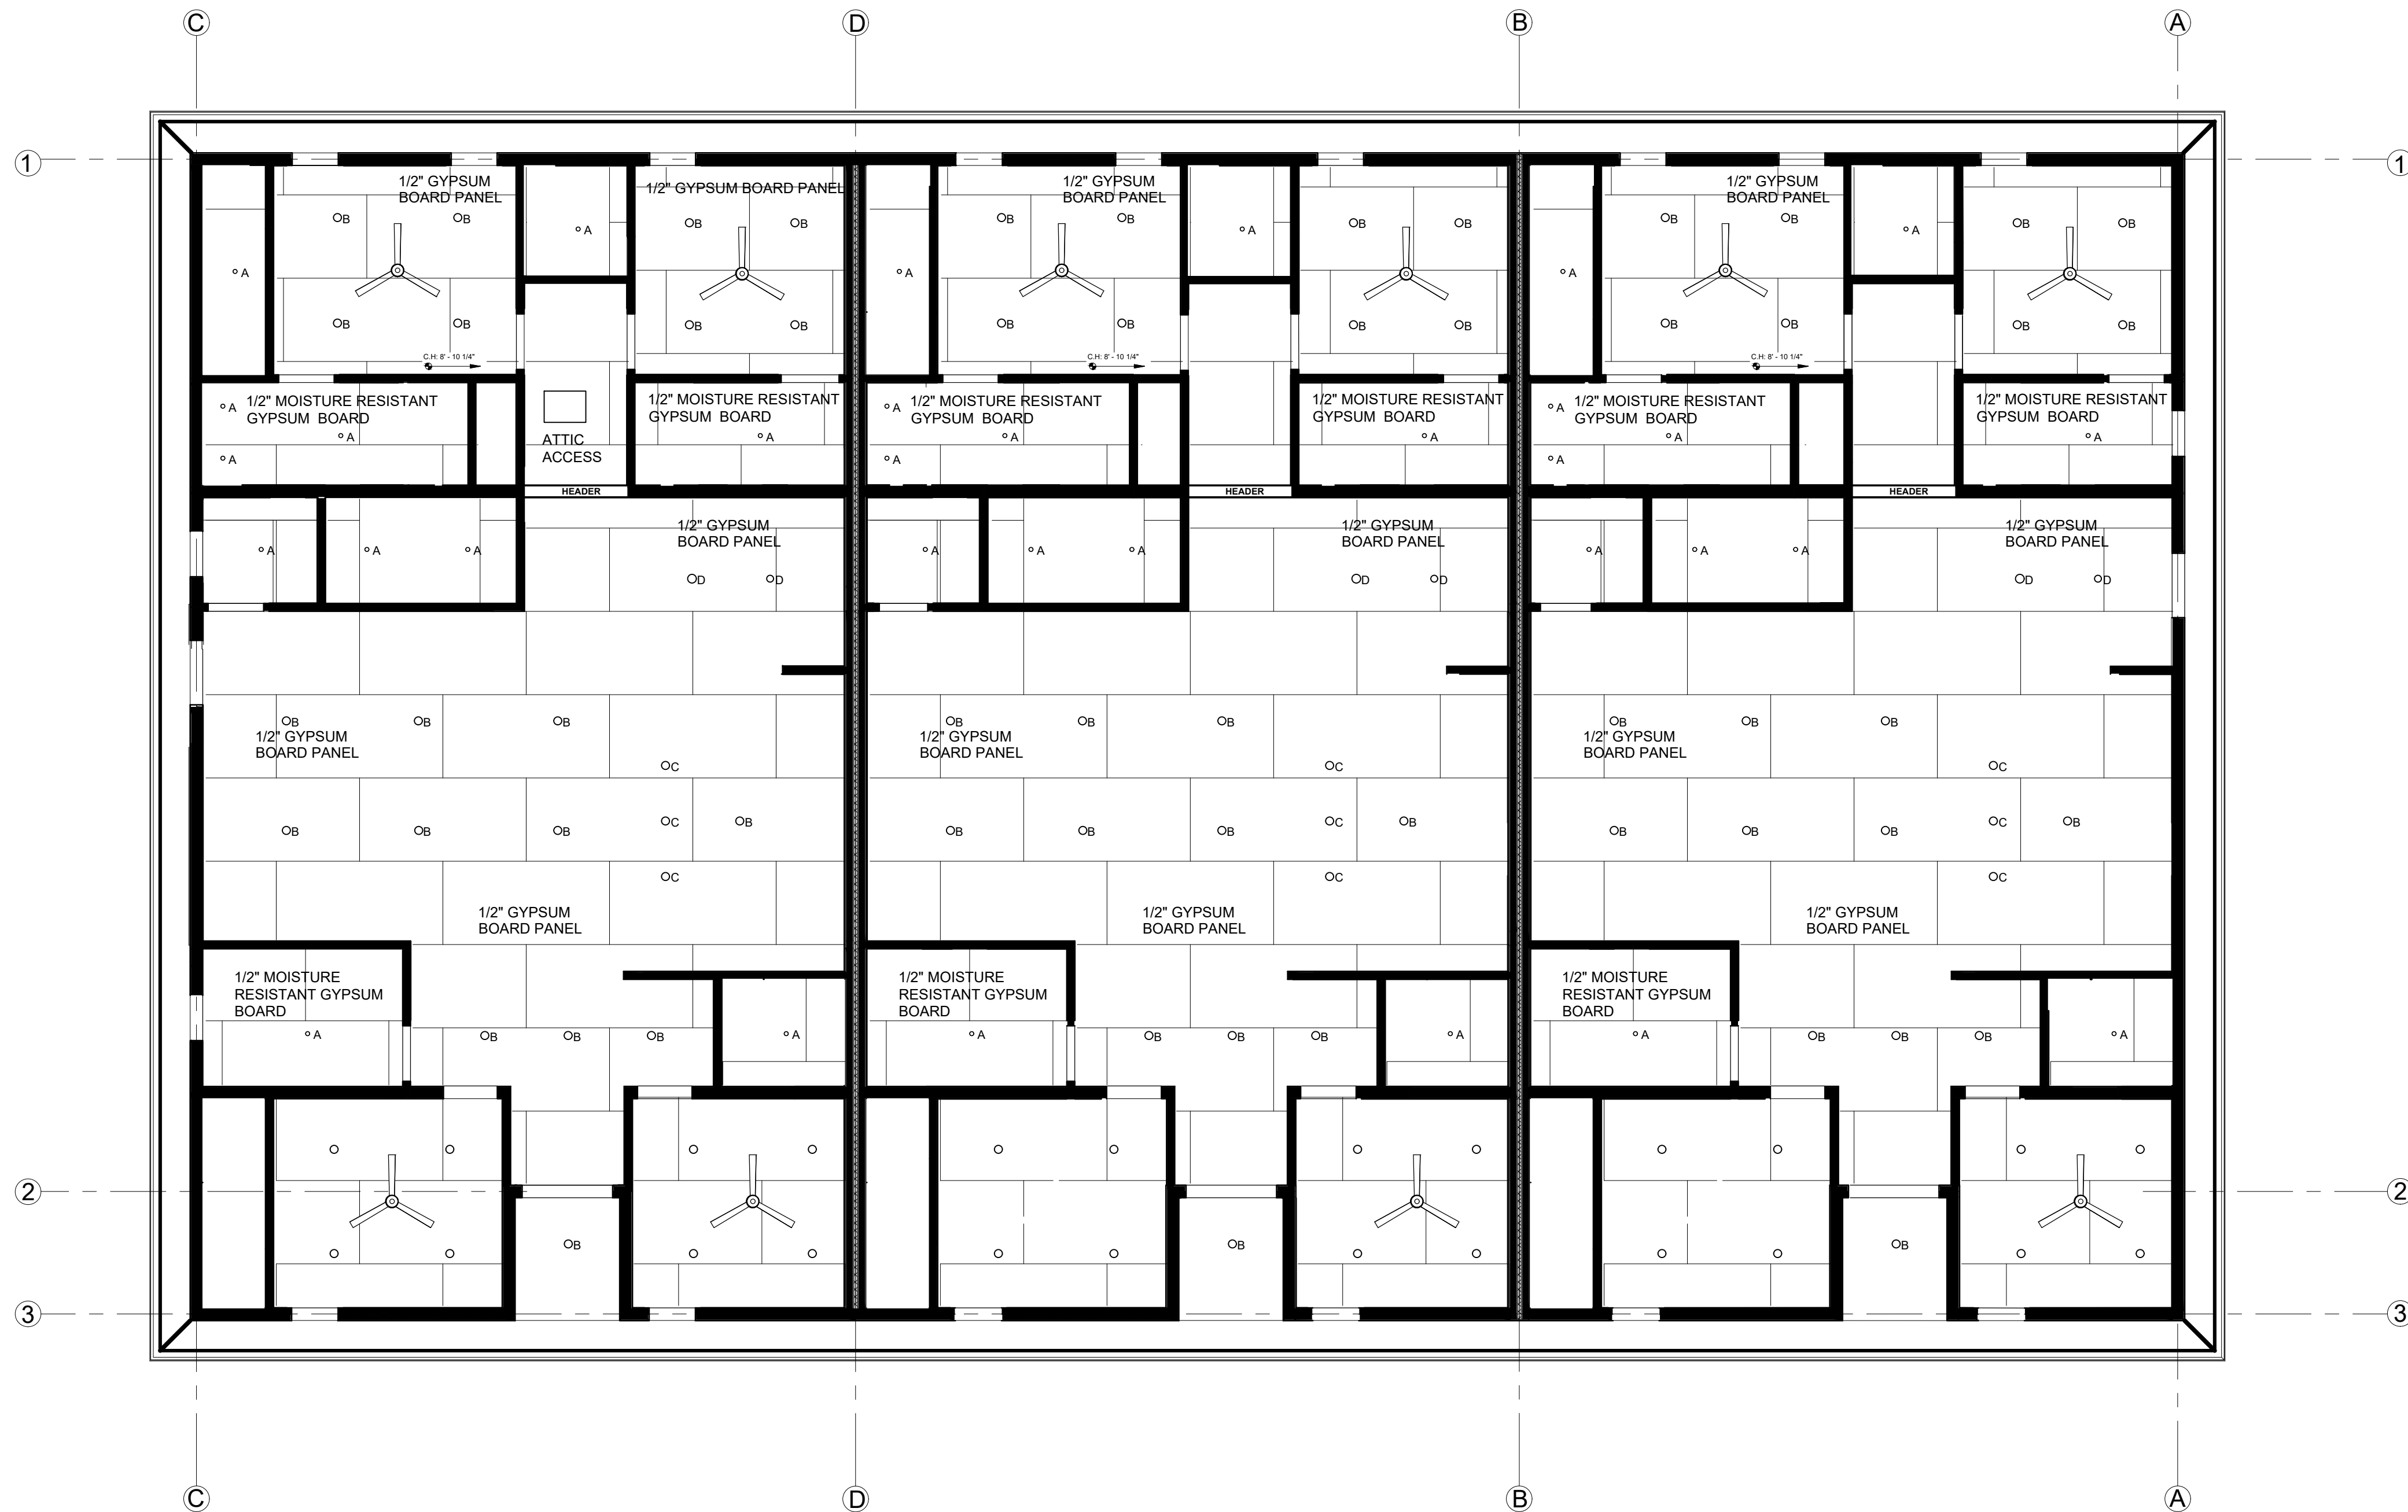 C
D
B
A
1
1
1/2" GYPSUM
BOARD PANEL
1/2" GYPSUM BOARD PANEL
1/2" GYPSUM
BOARD PANEL
1/2" GYPSUM
BOARD PANEL
B
B
B
B
B
B
B
B
B
B
B
B
A
A
A
A
A
A
B
B
B
B
B
B
B
B
B
B
B
B
C.H: 8' - 10 1/4"
C.H: 8' - 10 1/4"
C.H: 8' - 10 1/4"
A
1/2" MOISTURE RESISTANT
GYPSUM BOARD
1/2" MOISTURE RESISTANT
GYPSUM BOARD
A
1/2" MOISTURE RESISTANT
GYPSUM BOARD
1/2" MOISTURE RESISTANT
GYPSUM BOARD
A
1/2" MOISTURE RESISTANT
GYPSUM BOARD
1/2" MOISTURE RESISTANT
GYPSUM BOARD
A
A
A
A
A
A
ATTIC
ACCESS
A
A
A
HEADER
HEADER
HEADER
1/2" GYPSUM
BOARD PANEL
1/2" GYPSUM
BOARD PANEL
1/2" GYPSUM
BOARD PANEL
A
A
A
A
A
A
A
A
A
D
D
D
D
D
D
B
B
B
B
B
B
B
B
B
1/2" GYPSUM
BOARD PANEL
1/2" GYPSUM
BOARD PANEL
1/2" GYPSUM
BOARD PANEL
C
C
C
B
B
B
C
B
B
B
B
C
B
B
B
B
C
B
C
C
C
1/2" GYPSUM
BOARD PANEL
1/2" GYPSUM
BOARD PANEL
1/2" GYPSUM
BOARD PANEL
1/2" MOISTURE
RESISTANT GYPSUM
BOARD
1/2" MOISTURE
RESISTANT GYPSUM
BOARD
1/2" MOISTURE
RESISTANT GYPSUM
BOARD
A
B
B
B
A
A
B
B
B
A
A
B
B
B
A
2
2
B
B
B
3
3
C
D
B
A